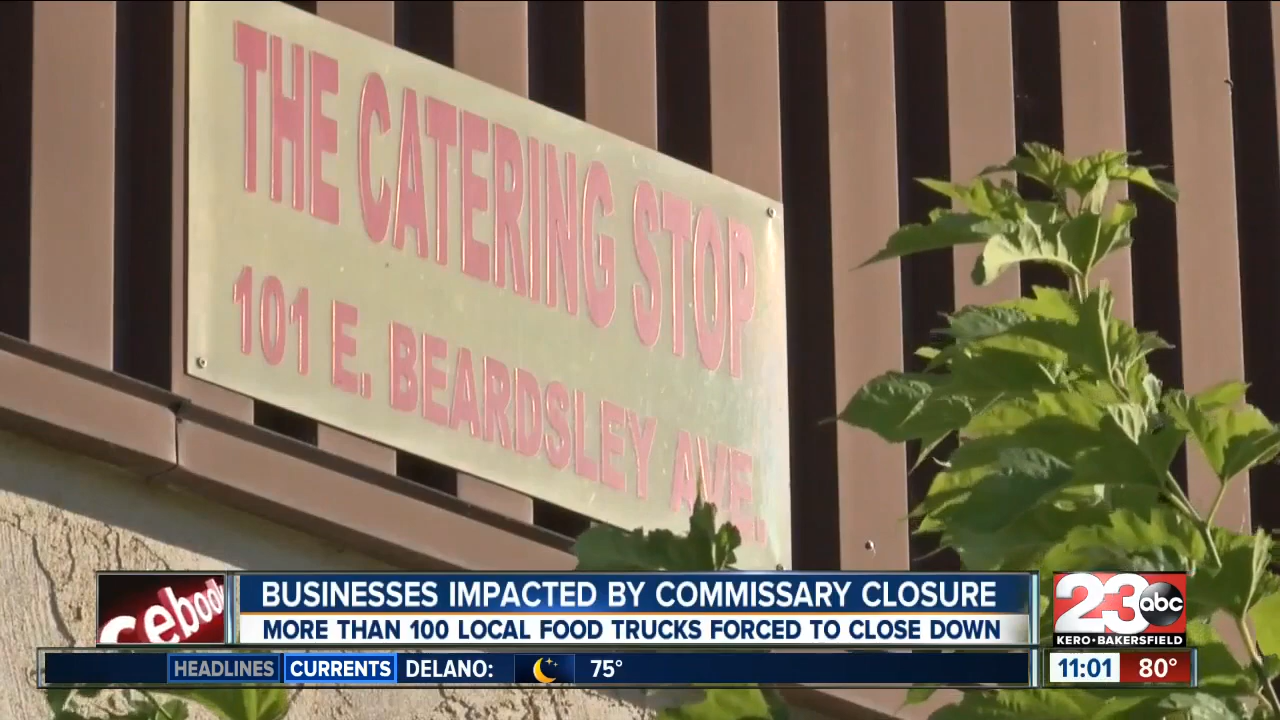 THE CATERING STOP
101 E. BEARDSLEY AVE.
cebook
BUSINESSES IMPACTED BY COMMISSARY CLOSURE
MORE THAN 100 LOCAL FOOD TRUCKS FORCED TO CLOSE DOWN
23 abc
KERO•BAKERSFIELD
HEADLINES CURRENTS DELANO: 75°
11:01 80°